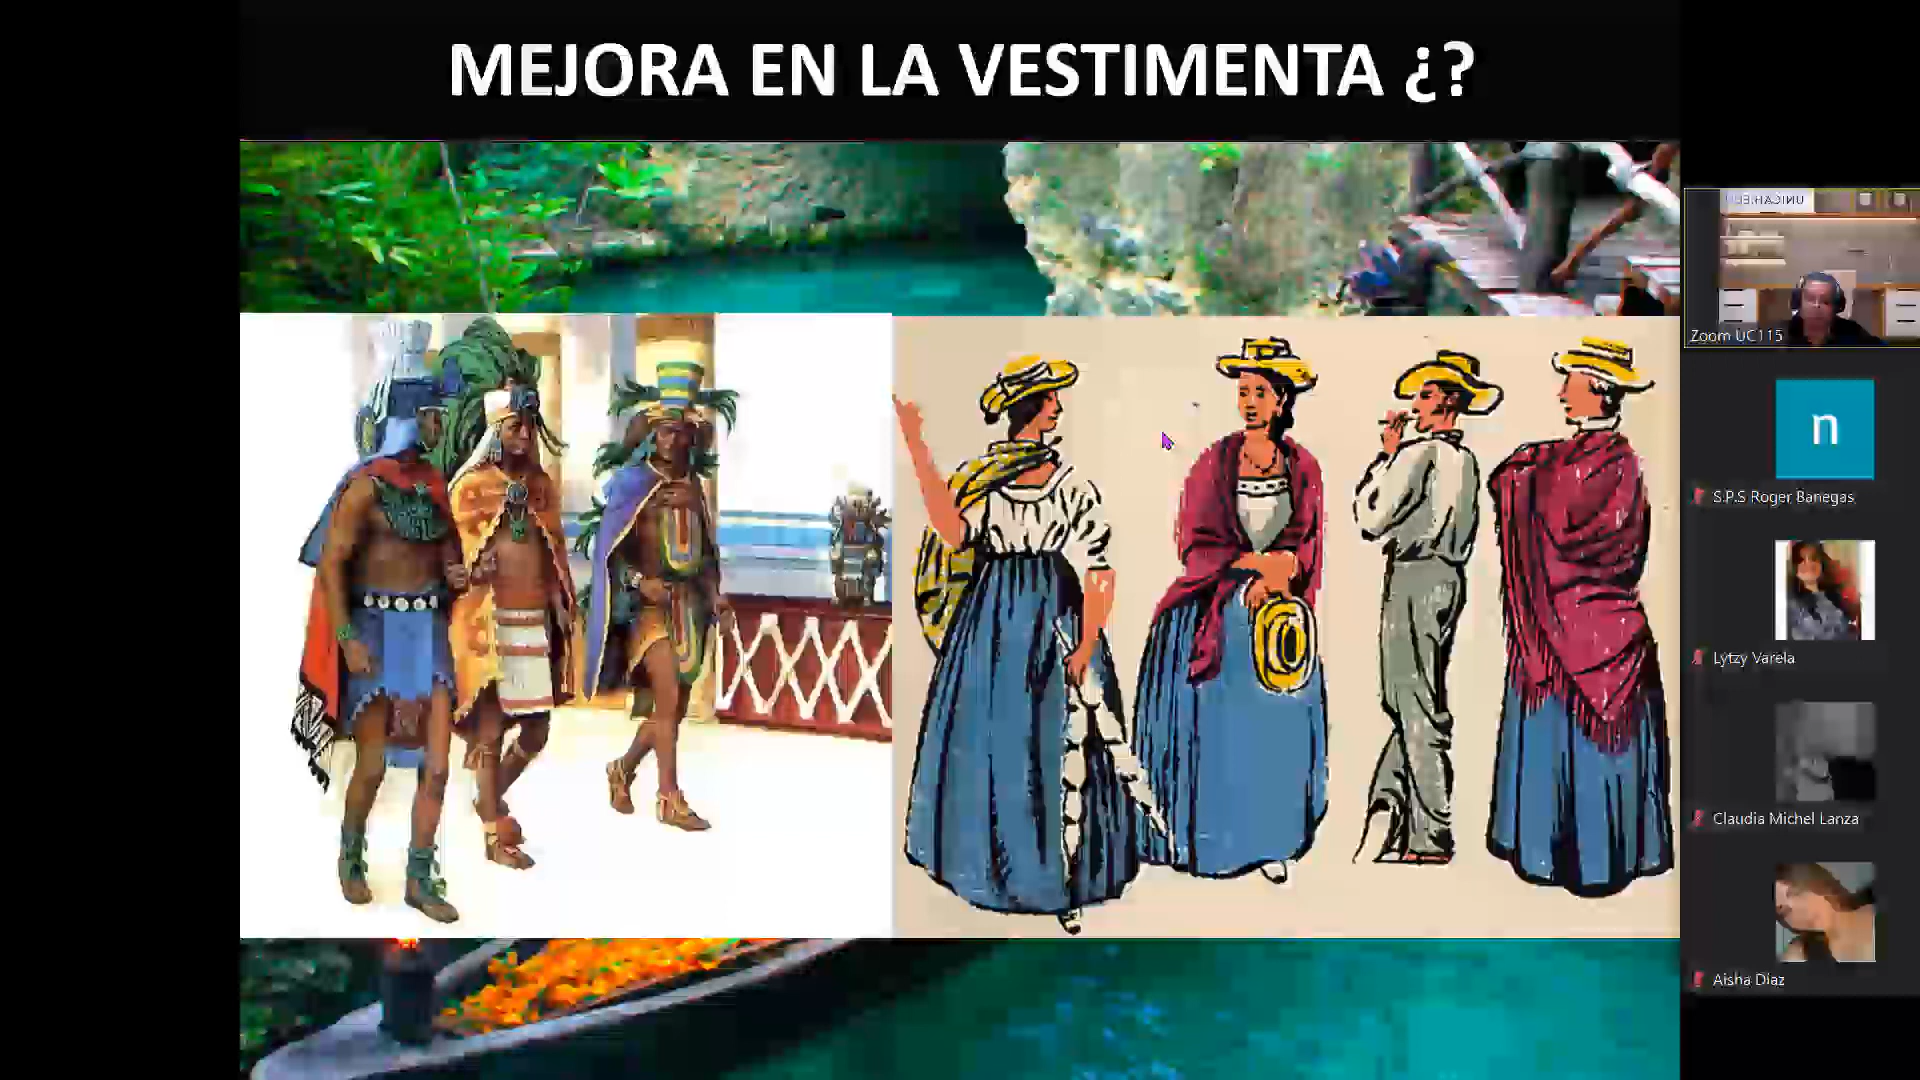 MEJORA EN LA VESTIMENTA ¿?
Zoom UC115
n
S.P.S Roger Banegas
Lytzy Varela
Claudia Michel Lanza
Aisha Diaz